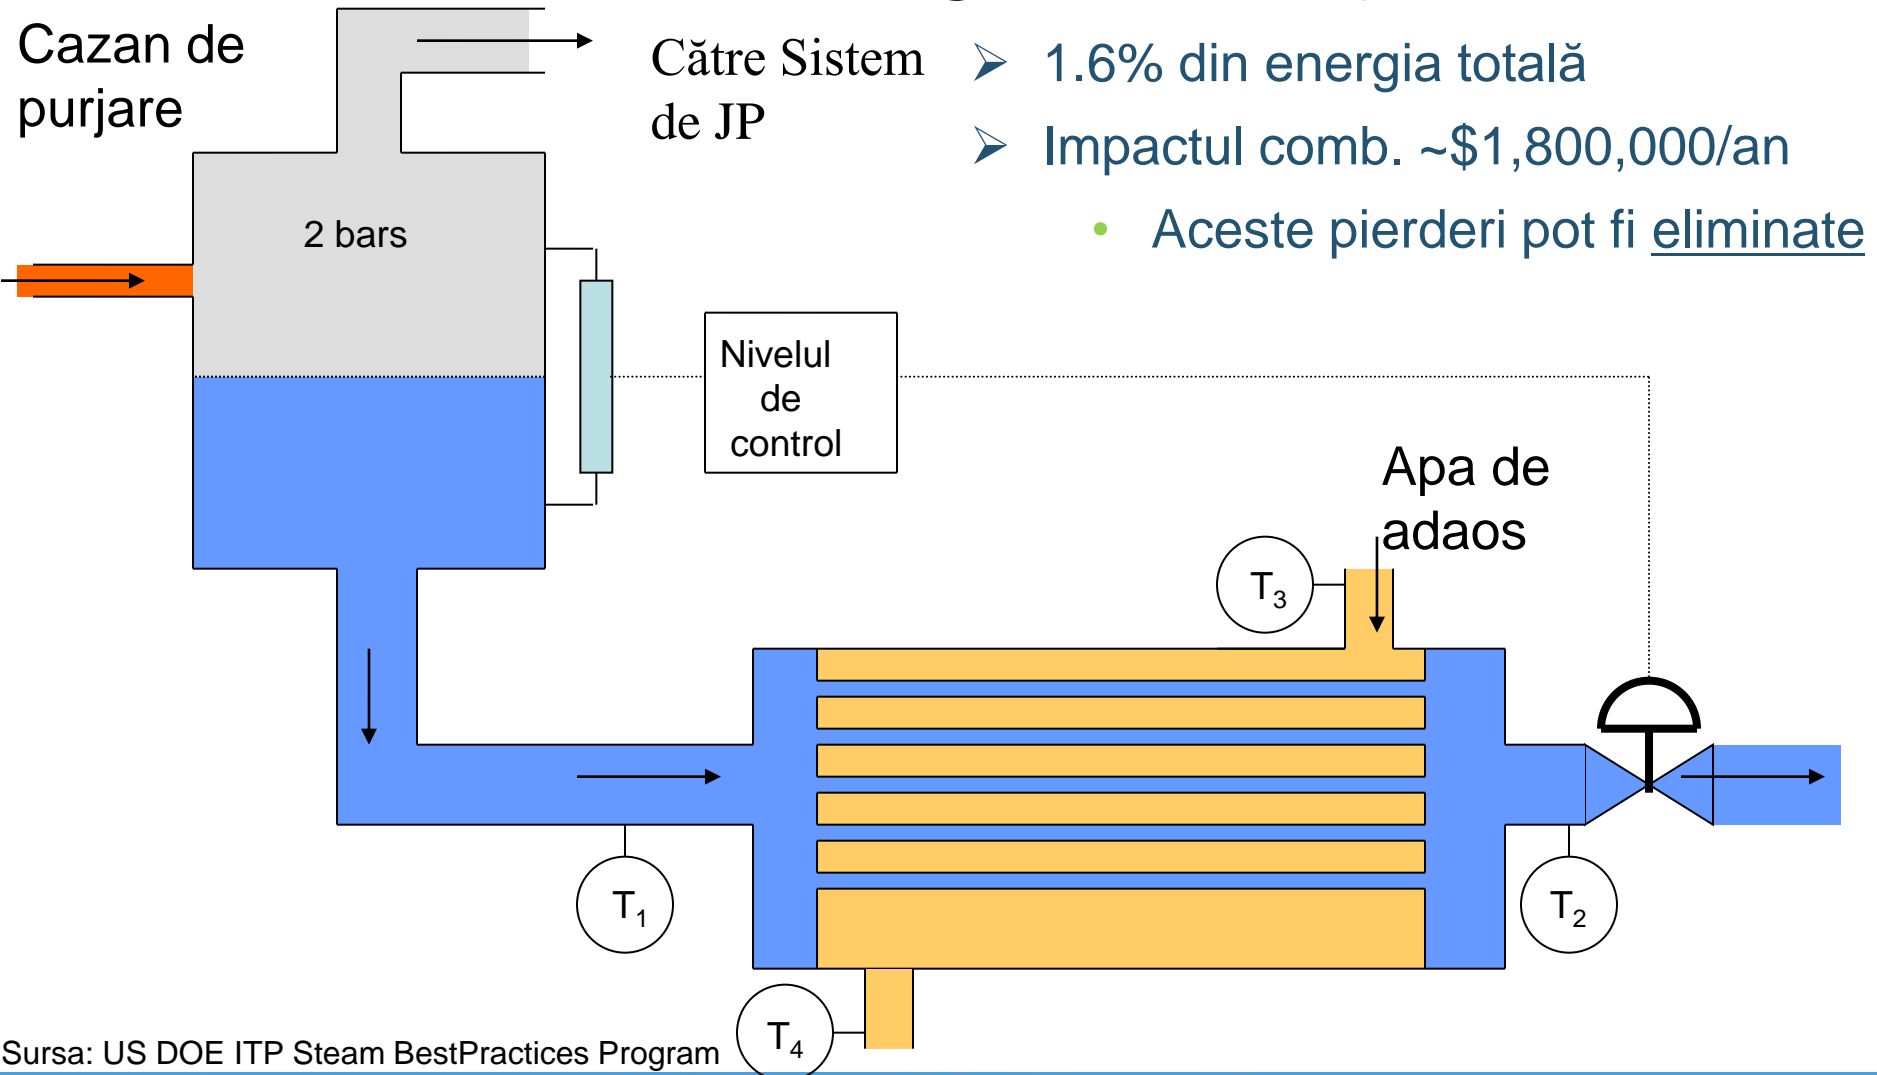 Cazan de
purjare
Către Sistem
de JP
➢ 1.6% din energia totală
➢ Impactul comb. ~$1,800,000/an
• Aceste pierderi pot fi eliminate
2 bars
Nivelul
de
control
Apa de
adaos
T3
T1
T2
T4
Sursa: US DOE ITP Steam BestPractices Program